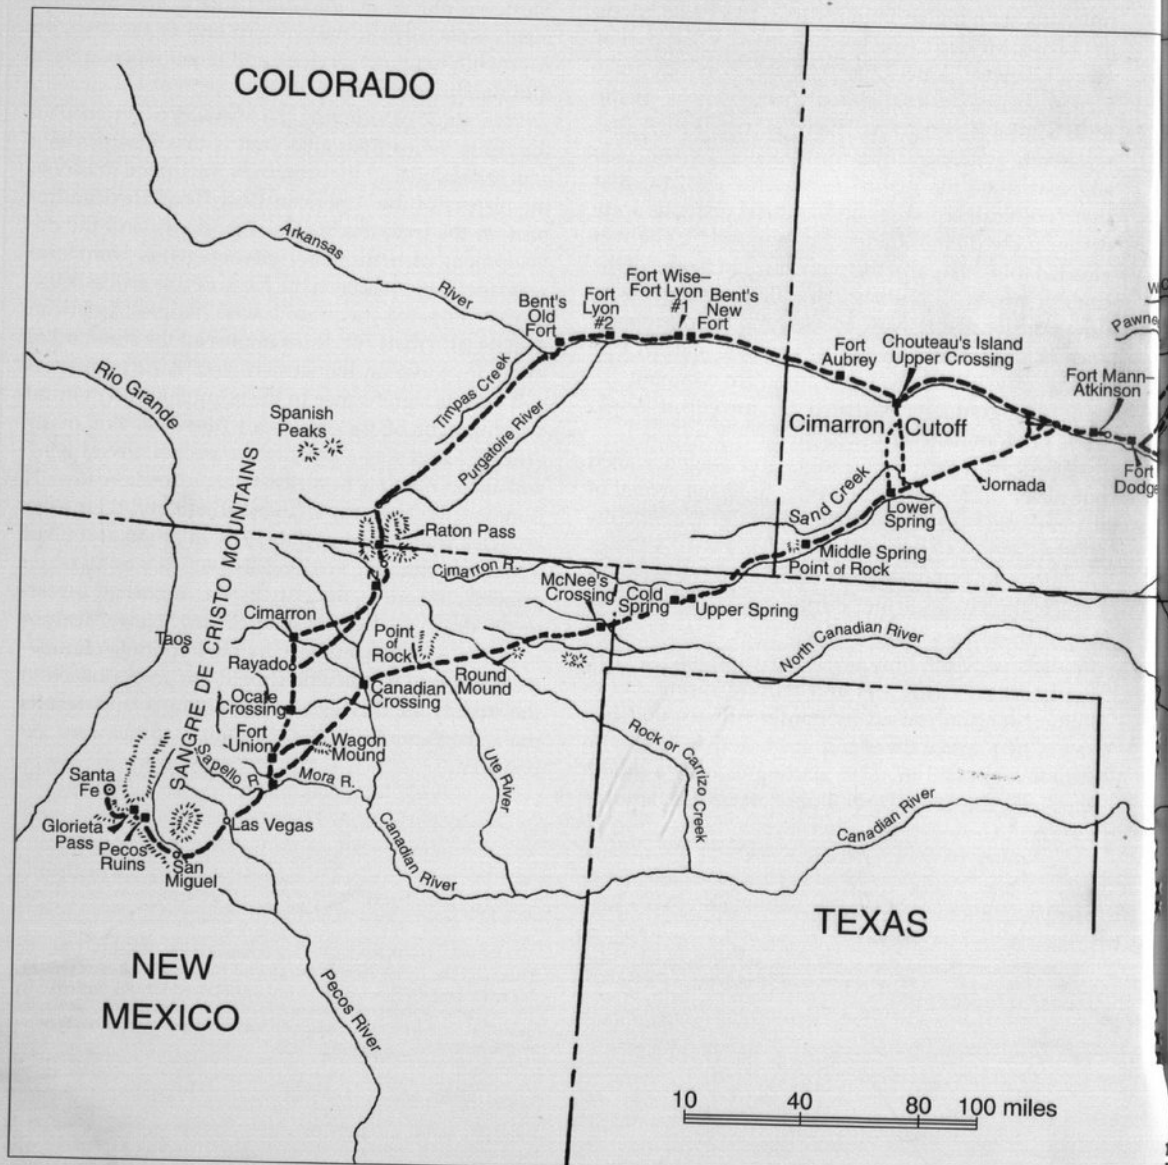 COLORADO
Arkansas
River
Rio Grande
Spanish
Peaks
Timpas Creek
Purgatoire River
Bent's
Old
Fort
Fort
Lyon
#2
Fort Wise–
Fort Lyon
#1
Bent's
New
Fort
Fort
Aubrey
Chouteau's Island
Upper Crossing
Fort Mann–
Atkinson
Pawne
Fort
Dodge
Cimarron Cutoff
Jornada
Sand Creek
Lower
Spring
Middle Spring
Point of Rock
Raton Pass
Cimarron R.
McNee's
Crossing
Cold
Spring
Upper Spring
North Canadian River
SANGRE DE CRISTO MOUNTAINS
Taos
Cimarron
Rayado
Ocate
Crossing
Fort
Union
Point
of
Rock
Canadian
Crossing
Round
Mound
Wagon
Mound
Sapello R.
Mora R.
Ute River
Rock or Carrizo Creek
Canadian River
Canadian River
Santa
Fe
Glorieta
Pass
Pecos
Ruins
San
Miguel
Las Vegas
Pecos River
NEW
MEXICO
TEXAS
10 40 80 100 miles